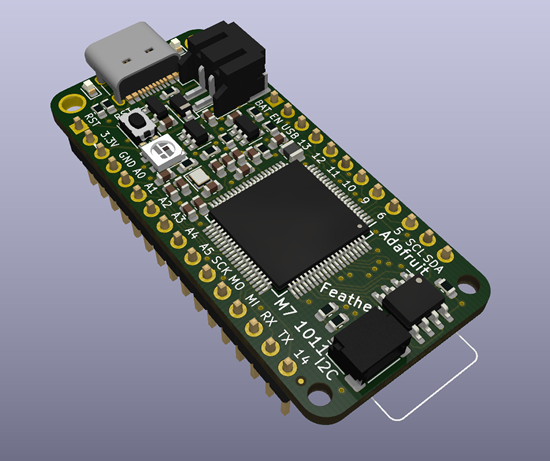 RST
3.3V
GND
A0
A1
A2
A3
A4
A5
SCK
MO
MI
RX
TX
14
BAT
EN
USB
13
12
11
10
9
6
5
SCL
SDA
Adafruit
Feathe
M7 1011
I2C